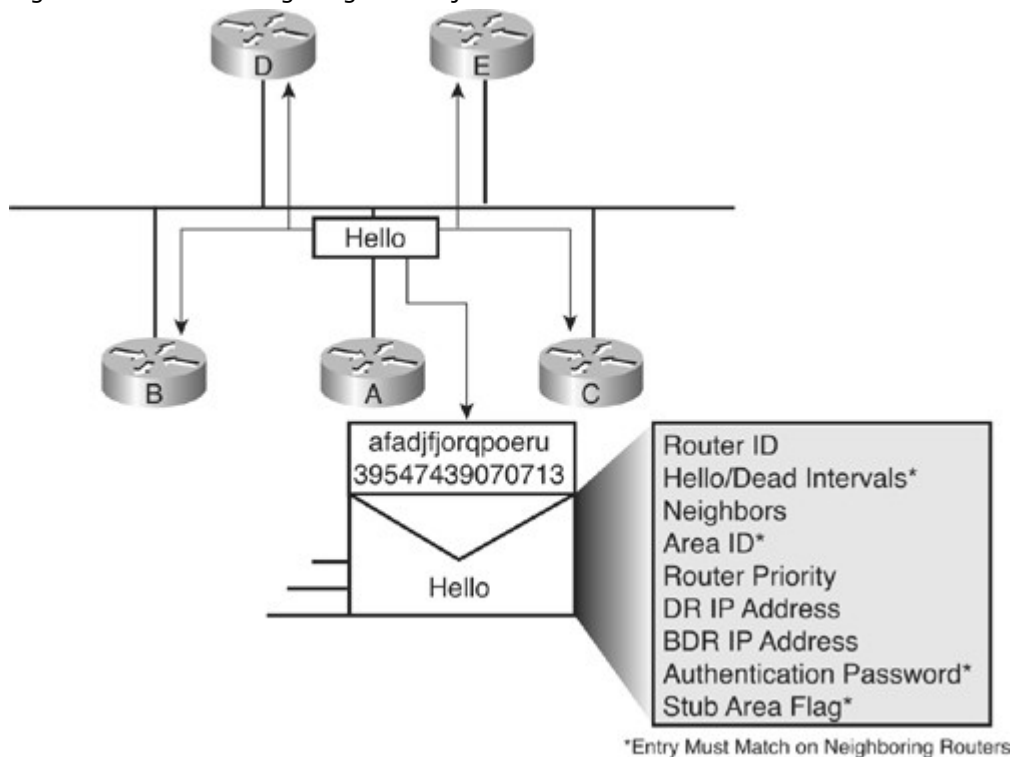 D
E
Hello
B
A
C
afadjfjorqpoeru
39547439070713
Hello
Router ID
Hello/Dead Intervals*
Neighbors
Area ID*
Router Priority
DR IP Address
BDR IP Address
Authentication Password*
Stub Area Flag*
*Entry Must Match on Neighboring Routers